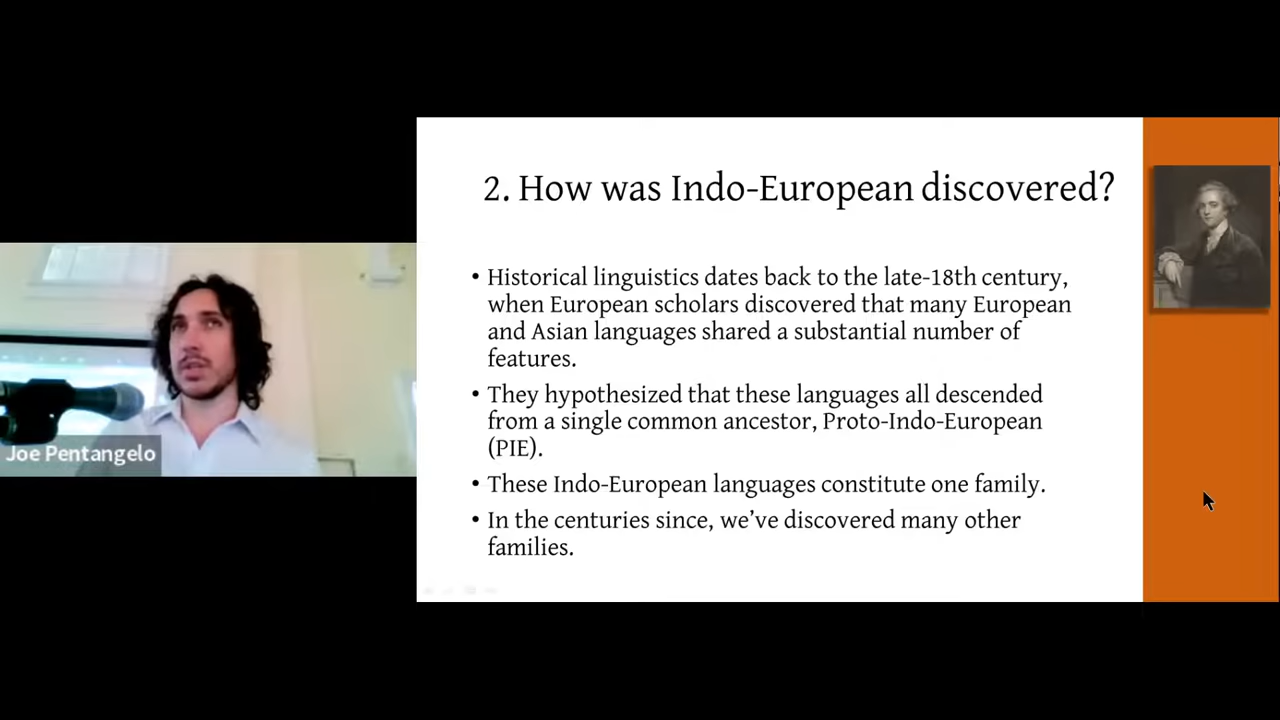 2. How was Indo-European discovered?
• Historical linguistics dates back to the late-18th century,
when European scholars discovered that many European
and Asian languages shared a substantial number of
features.
• They hypothesized that these languages all descended
from a single common ancestor, Proto-Indo-European
(PIE).
• These Indo-European languages constitute one family.
• In the centuries since, we’ve discovered many other
families.
Joe Pentangelo